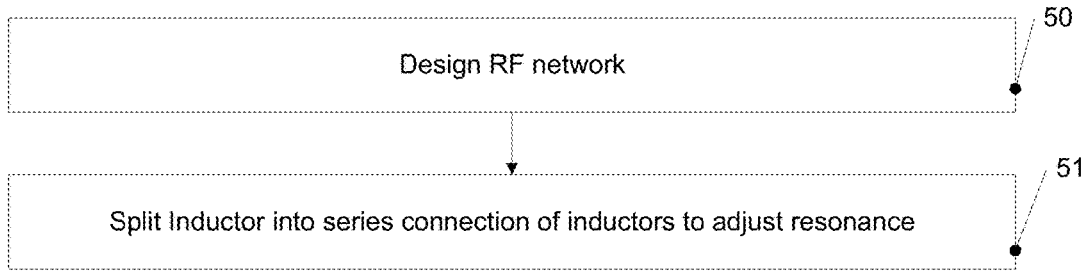 50
Design RF network
51
Split Inductor into series connection of inductors to adjust resonance